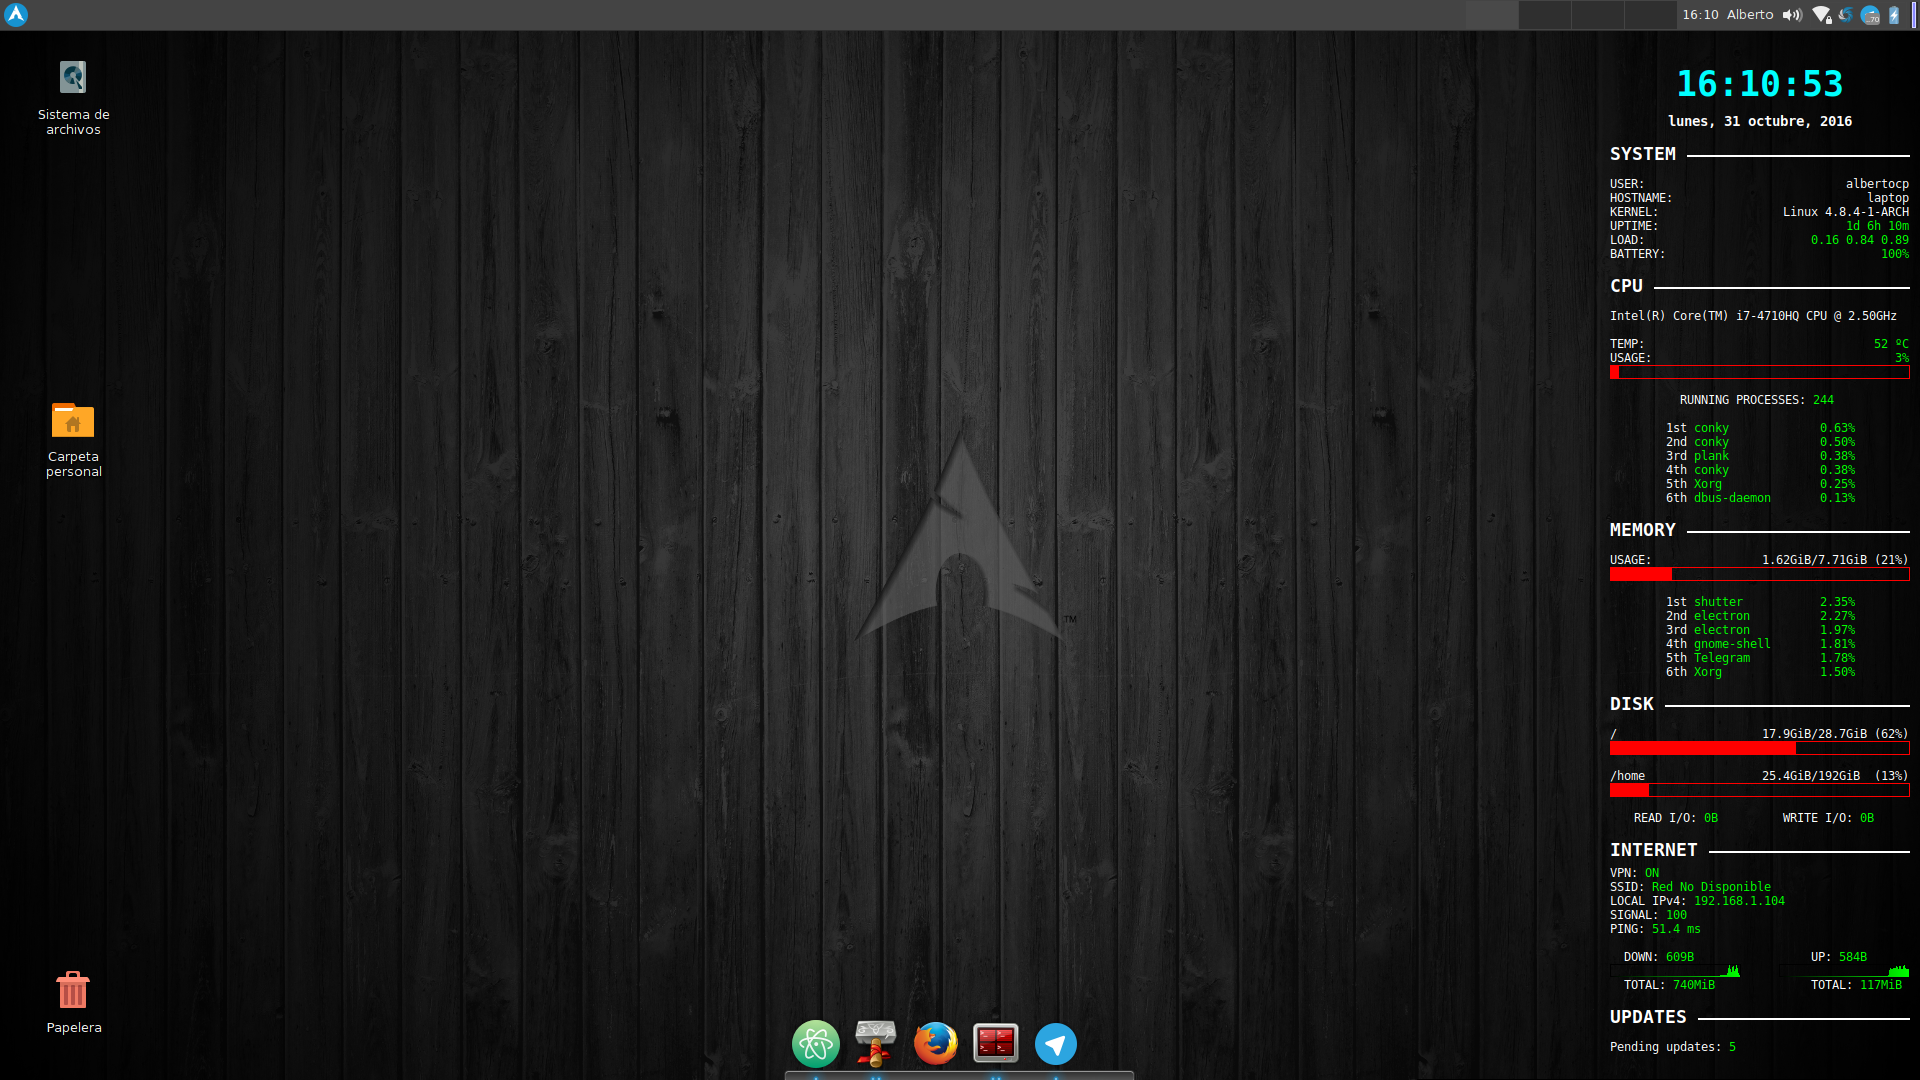 16:10 Alberto
70
Sistema de
archivos
Carpeta
personal
Papelera
TM
16:10:53
lunes, 31 octubre, 2016
SYSTEM
USER: albertocp
HOSTNAME: laptop
KERNEL: Linux 4.8.4-1-ARCH
UPTIME: 1d 6h 10m
LOAD: 0.16 0.84 0.89
BATTERY: 100%
CPU
Intel(R) Core(TM) i7-4710HQ CPU @ 2.50GHz
TEMP: 52 ºC
USAGE: 3%
RUNNING PROCESSES: 244
1st conky 0.63%
2nd conky 0.50%
3rd plank 0.38%
4th conky 0.38%
5th Xorg 0.25%
6th dbus-daemon 0.13%
MEMORY
USAGE: 1.62GiB/7.71GiB (21%)
1st shutter 2.35%
2nd electron 2.27%
3rd electron 1.97%
4th gnome-shell 1.81%
5th Telegram 1.78%
6th Xorg 1.50%
DISK
/ 17.9GiB/28.7GiB (62%)
/home 25.4GiB/192GiB (13%)
READ I/O: 0B WRITE I/O: 0B
INTERNET
VPN: ON
SSID: Red No Disponible
LOCAL IPv4: 192.168.1.104
SIGNAL: 100
PING: 51.4 ms
DOWN: 609B UP: 584B
TOTAL: 740MiB TOTAL: 117MiB
UPDATES
Pending updates: 5